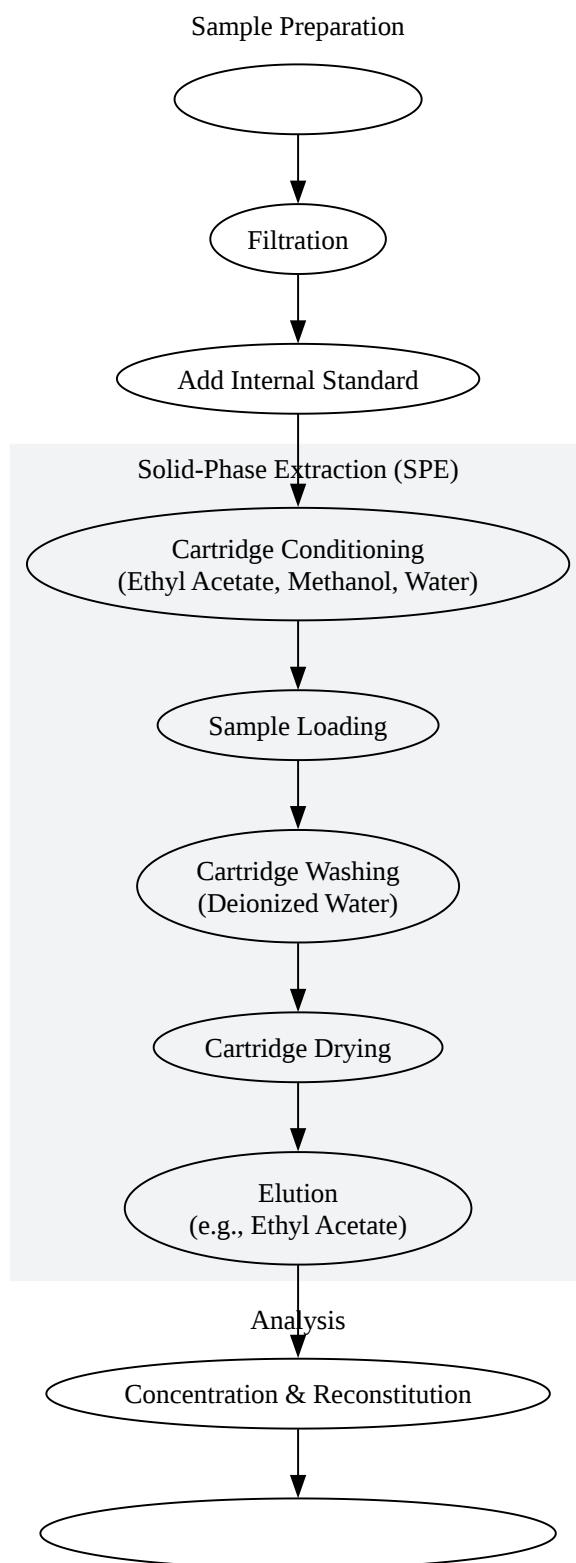 Sample Preparation
Filtration
Add Internal Standard
Solid-Phase Extraction (SPE)
Cartridge Conditioning
(Ethyl Acetate, Methanol, Water)
Sample Loading
Cartridge Washing
(Deionized Water)
Cartridge Drying
Elution
(e.g., Ethyl Acetate)
Analysis
Concentration & Reconstitution